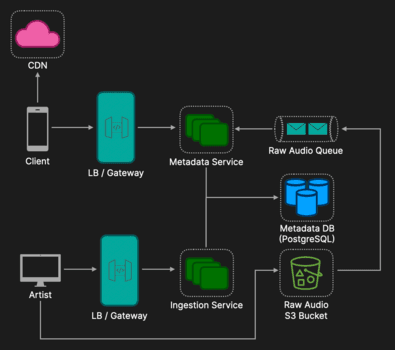 CDN
Client
LB / Gateway
Metadata Service
Raw Audio Queue
Metadata DB
(PostgreSQL)
Artist
LB / Gateway
Ingestion Service
Raw Audio
S3 Bucket